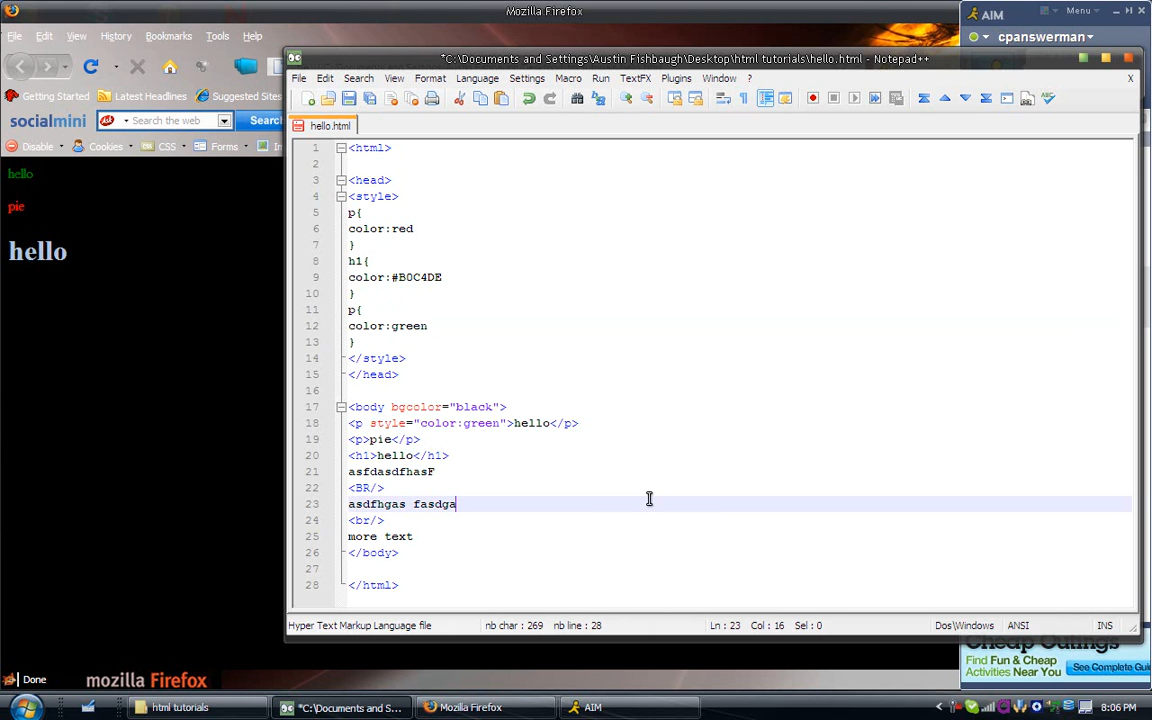 Mozilla Firefox
File Edit View History Bookmarks Tools Help
Getting Started Latest Headlines Suggested Sites
socialmini Search the web Search
Disable Cookies CSS Forms
hello
pie
hello
Done mozilla Firefox
AIM Menu
cpanswerman
*C:\Documents and Settings\Austin Fishbaugh\Desktop\html tutorials\hello.html - Notepad++
File Edit Search View Format Language Settings Macro Run TextFX Plugins Window ? X
hello.html
1 <html>
2
3 <head>
4 <style>
5 p{
6 color:red
7 }
8 h1{
9 color:#B0C4DE
10 }
11 p{
12 color:green
13 }
14 </style>
15 </head>
16
17 <body bgcolor="black">
18 <p style="color:green">hello</p>
19 <p>pie</p>
20 <h1>hello</h1>
21 asfdasdfhasF
22 <BR/>
23 asdfhgas fasdga
24 <br/>
25 more text
26 </body>
27
28 </html>
Hyper Text Markup Language file nb char : 269 nb line : 28 Ln : 23 Col : 16 Sel : 0 Dos\Windows ANSI INS
Cheap Outings
Find Fun & Cheap
Activities Near You
See Complete Gui
html tutorials *C:\Documents and S... Mozilla Firefox AIM 8:06 PM